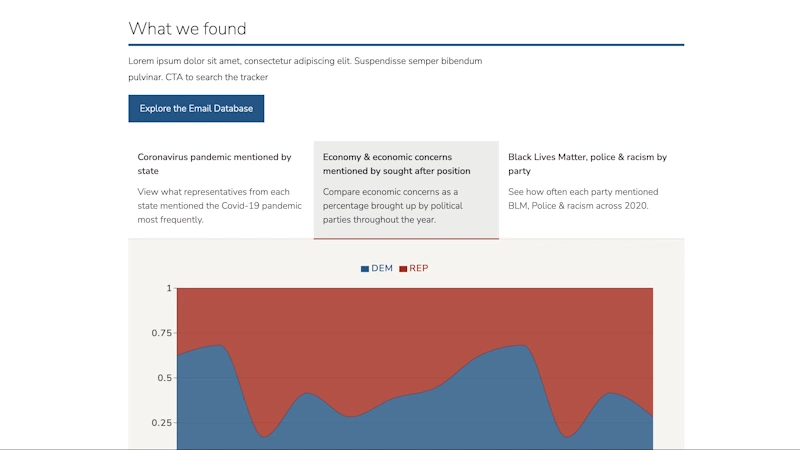 What we found
Lorem ipsum dolor sit amet, consectetur adipiscing elit. Suspendisse semper bibendum
pulvinar. CTA to search the tracker
Explore the Email Database
Coronavirus pandemic mentioned by
state
View what representatives from each
state mentioned the Covid-19 pandemic
most frequently.
Economy & economic concerns
mentioned by sought after position
Compare economic concerns as a
percentage brought up by political
parties throughout the year.
Black Lives Matter, police & racism by
party
See how often each party mentioned
BLM, Police & racism across 2020.
DEM REP
1
0.75
0.5
0.25